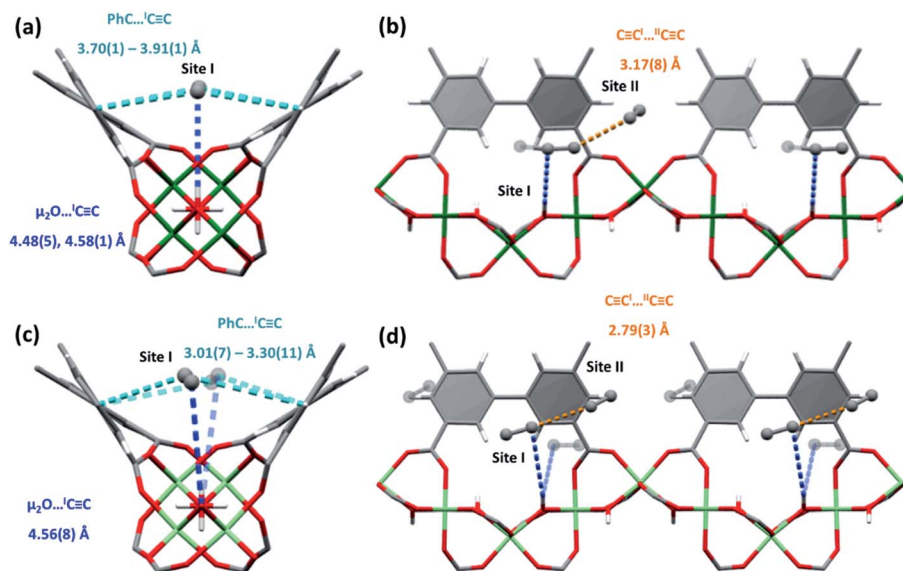 (a)
PhC...ᴵC≡C
3.70(1) – 3.91(1) Å
Site I
μ₂O...ᴵC≡C
4.48(5), 4.58(1) Å
(b)
C≡Cᴵ...ᴵᴵC≡C
3.17(8) Å
Site II
Site I
(c)
PhC...ᴵC≡C
3.01(7) – 3.30(11) Å
Site I
μ₂O...ᴵC≡C
4.56(8) Å
(d)
C≡Cᴵ...ᴵᴵC≡C
2.79(3) Å
Site II
Site I